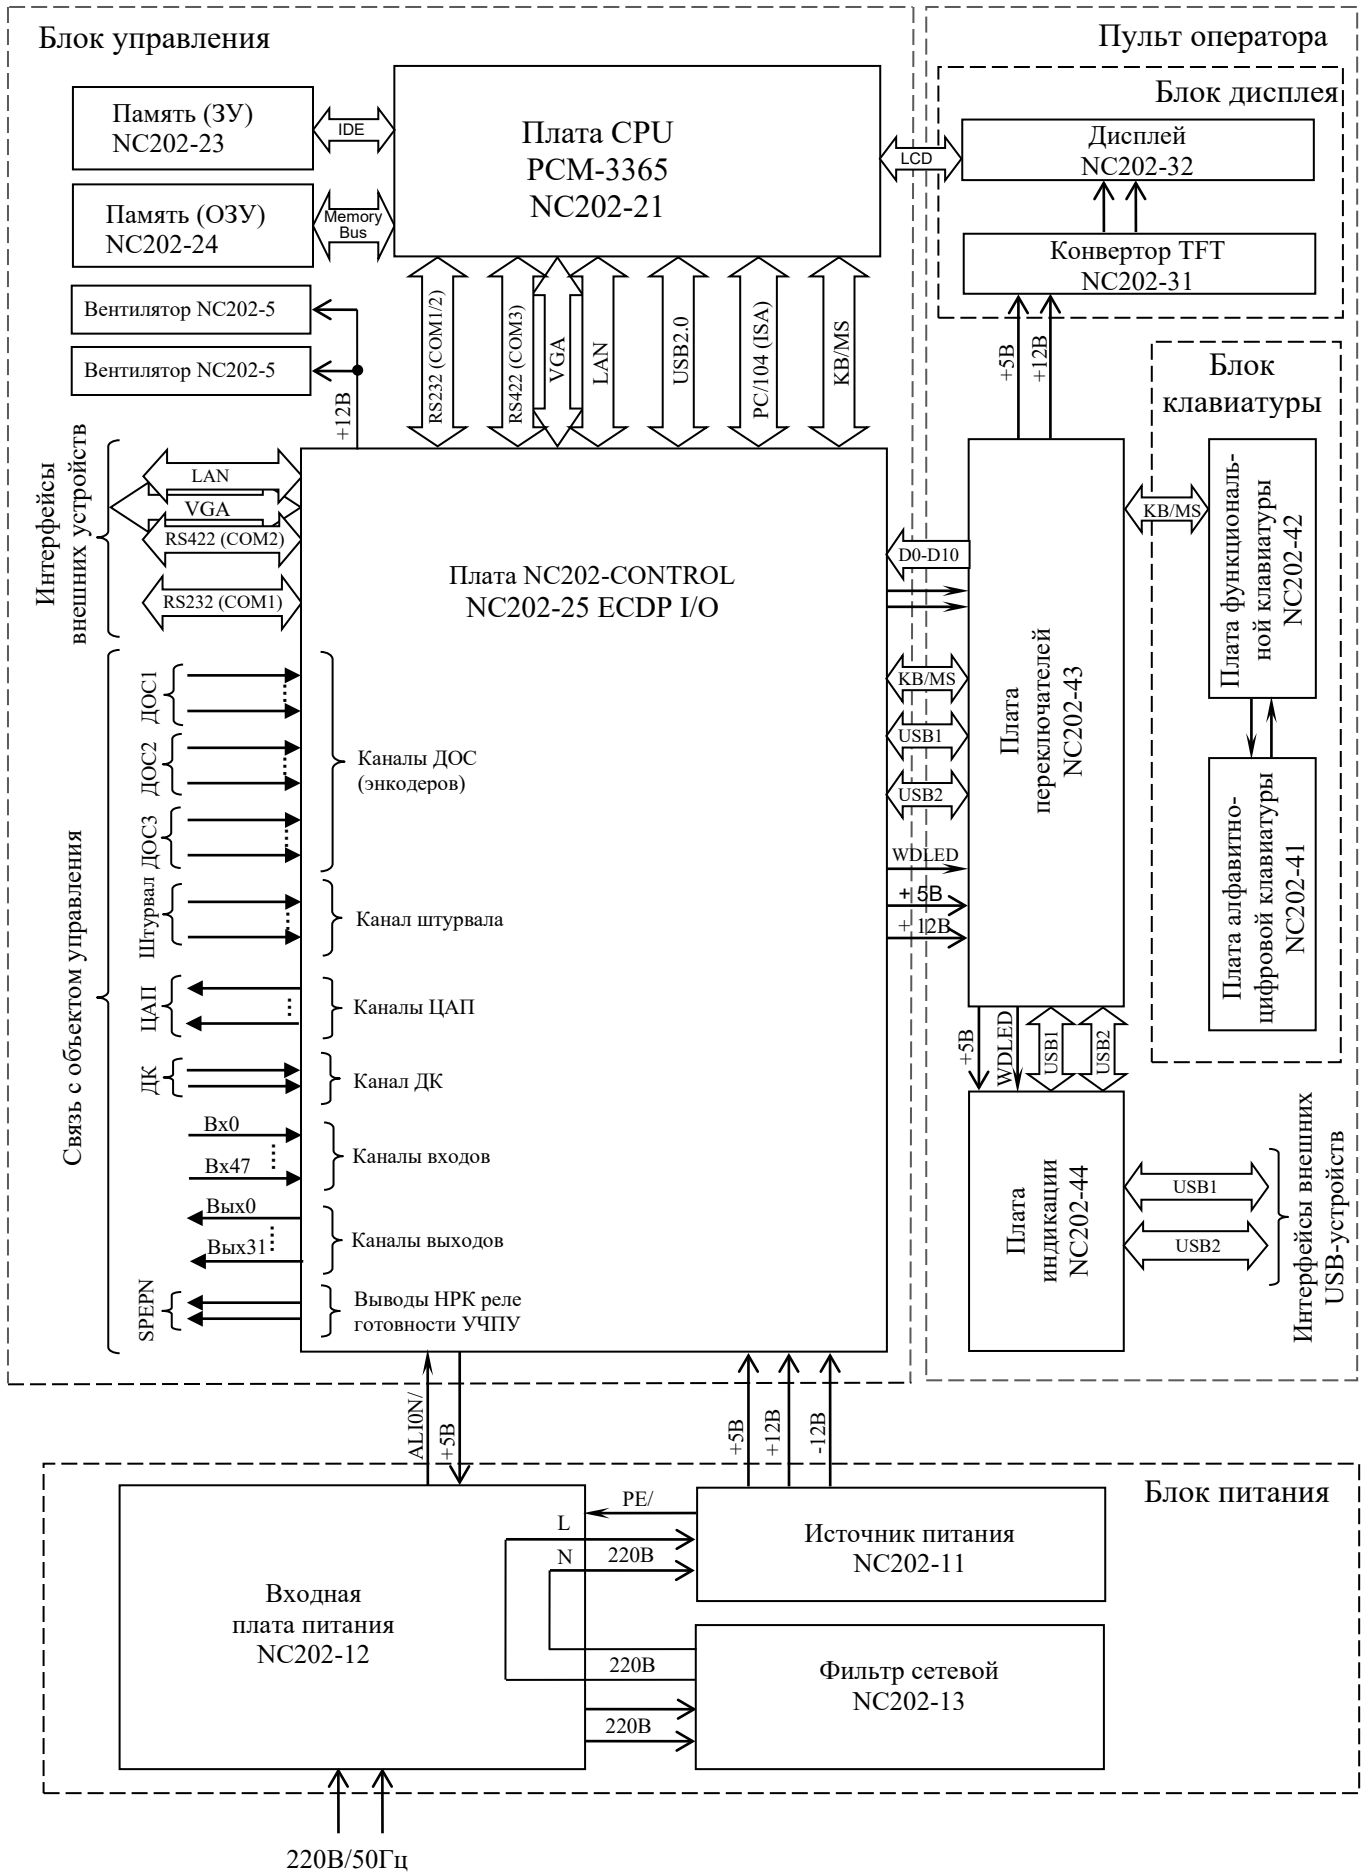 Блок управления
Память (ЗУ)
NC202-23
IDE
Память (ОЗУ)
NC202-24
Memory
Bus
Плата CPU
PCM-3365
NC202-21
Вентилятор NC202-5
Вентилятор NC202-5
+12В
RS232 (COM1/2)
RS422 (COM3)
VGA
LAN
USB2.0
PC/104 (ISA)
KB/MS
LCD
Пульт оператора
Блок дисплея
Дисплей
NC202-32
Конвертор TFT
NC202-31
+5В
+12В
Блок
клавиатуры
KB/MS
Плата функциональ-
ной клавиатуры
NC202-42
Плата алфавитно-
цифровой клавиатуры
NC202-41
Интерфейсы
внешних устройств
LAN
VGA
RS422 (COM2)
RS232 (COM1)
Плата NC202-CONTROL
NC202-25 ECDP I/O
D0-D10
KB/MS
USB1
USB2
WDLED
+ 5В
+ 12В
Плата
переключателей
NC202-43
Связь с объектом управления
ДОС1
ДОС2
ДОС3
Каналы ДОС
(энкодеров)
Штурвал
Канал штурвала
ЦАП
Каналы ЦАП
ДК
Канал ДК
Вх0
Вх47
Каналы входов
Вых0
Вых31
Каналы выходов
SPEPN
Выводы НРК реле
готовности УЧПУ
+5В
WDLED
USB1
USB2
Плата
индикации
NC202-44
USB1
USB2
Интерфейсы внешних
USB-устройств
ALI0N/
+5В
+5В
+12В
-12В
Блок питания
Входная
плата питания
NC202-12
PE/
L
N
220В
220В
220В
Источник питания
NC202-11
Фильтр сетевой
NC202-13
220В/50Гц